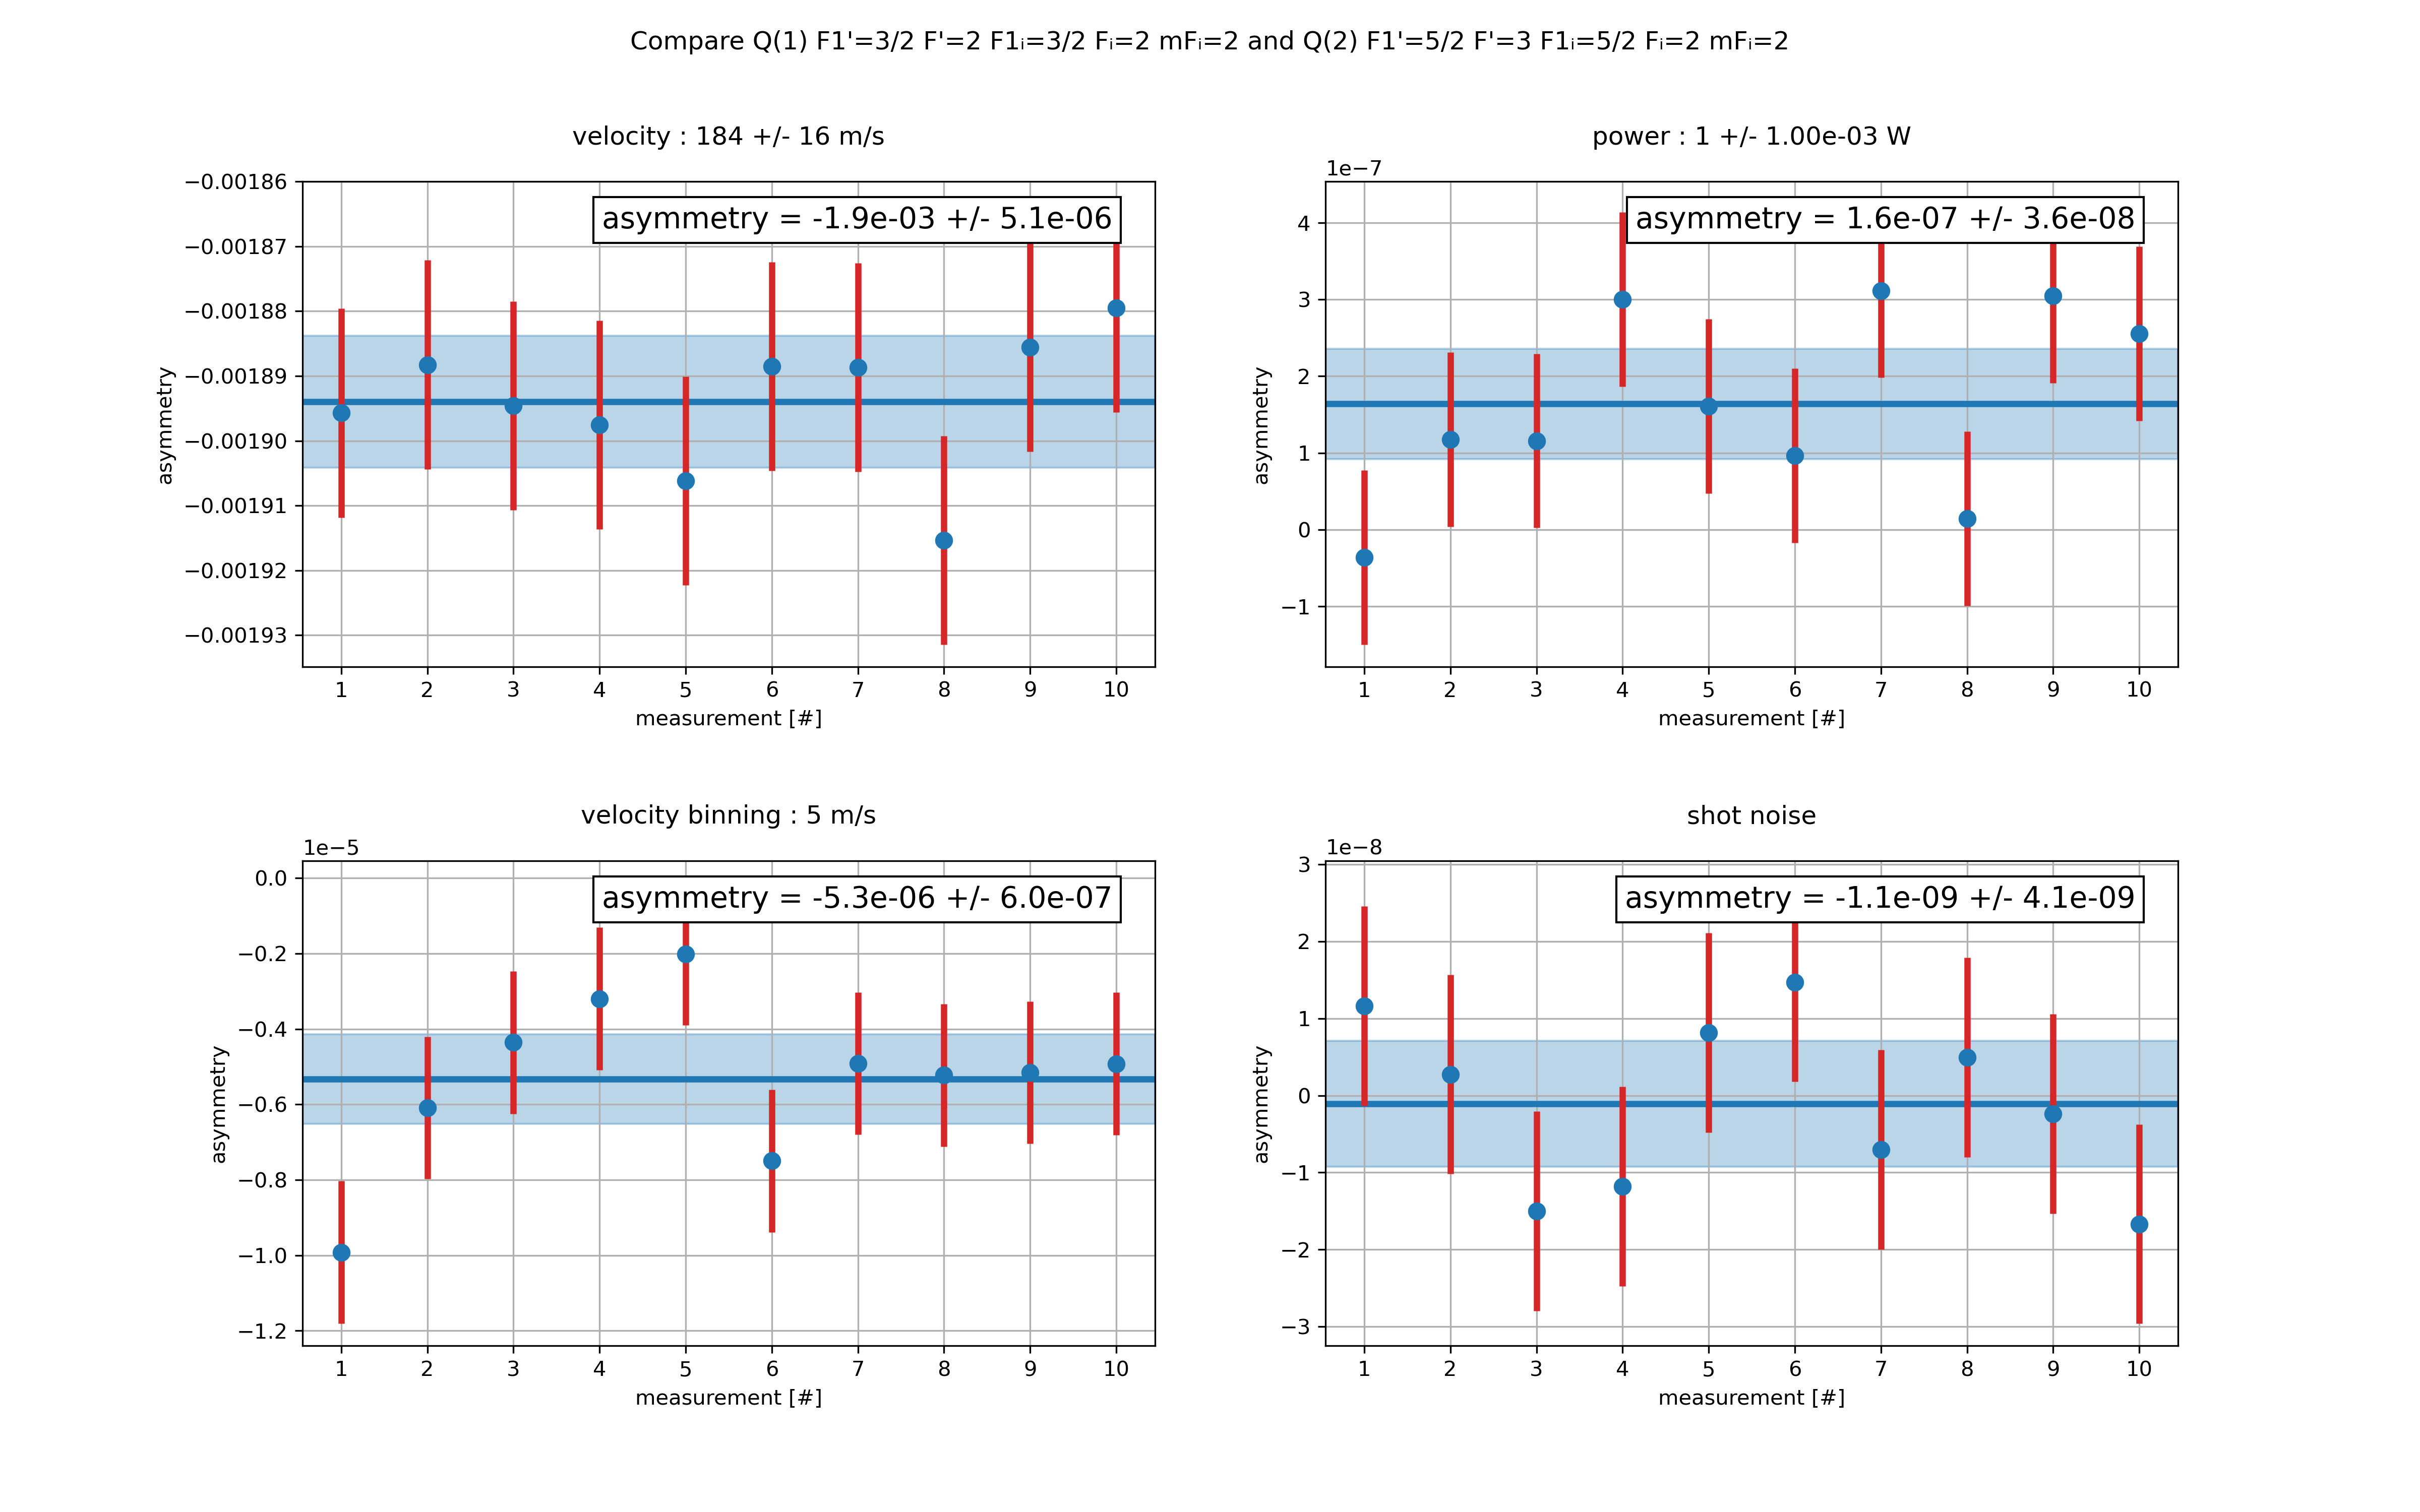 Compare Q(1) F1'=3/2 F'=2 F1ᵢ=3/2 Fᵢ=2 mFᵢ=2 and Q(2) F1'=5/2 F'=3 F1ᵢ=5/2 Fᵢ=2 mFᵢ=2
velocity : 184 +/- 16 m/s
asymmetry = -1.9e-03 +/- 5.1e-06
−0.00186
−0.00187
−0.00188
−0.00189
−0.00190
−0.00191
−0.00192
−0.00193
asymmetry
1 2 3 4 5 6 7 8 9 10
measurement [#]
power : 1 +/- 1.00e-03 W
1e−7
asymmetry = 1.6e-07 +/- 3.6e-08
4
3
2
1
0
−1
asymmetry
1 2 3 4 5 6 7 8 9 10
measurement [#]
velocity binning : 5 m/s
1e−5
asymmetry = -5.3e-06 +/- 6.0e-07
0.0
−0.2
−0.4
−0.6
−0.8
−1.0
−1.2
asymmetry
1 2 3 4 5 6 7 8 9 10
measurement [#]
shot noise
1e−8
asymmetry = -1.1e-09 +/- 4.1e-09
3
2
1
0
−1
−2
−3
asymmetry
1 2 3 4 5 6 7 8 9 10
measurement [#]